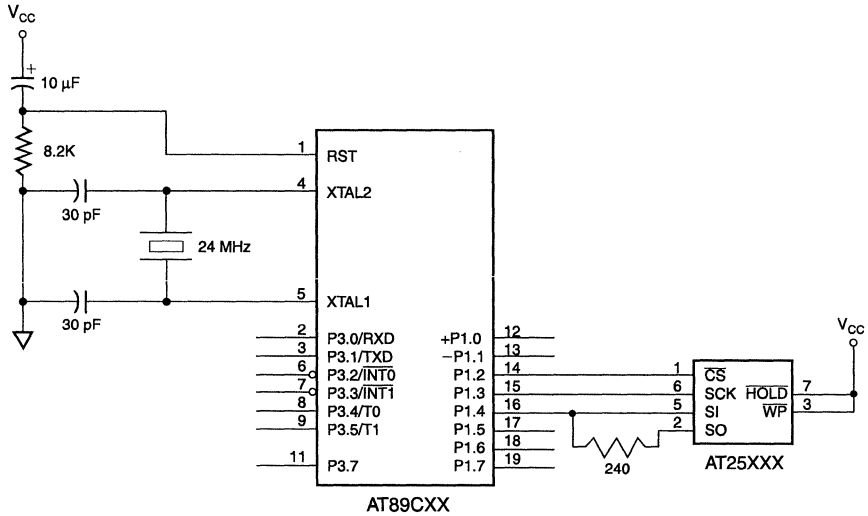 VCC
+
10 µF
8.2K
30 pF
24 MHz
30 pF
1 RST
4 XTAL2
5 XTAL1
2 P3.0/RXD
3 P3.1/TXD
6 P3.2/INT0
7 P3.3/INT1
8 P3.4/T0
9 P3.5/T1
11 P3.7
+P1.0 12
−P1.1 13
P1.2 14
P1.3 15
P1.4 16
P1.5 17
P1.6 18
P1.7 19
AT89CXX
240
1 CS
6 SCK
5 SI
2 SO
HOLD 7
WP 3
VCC
AT25XXX